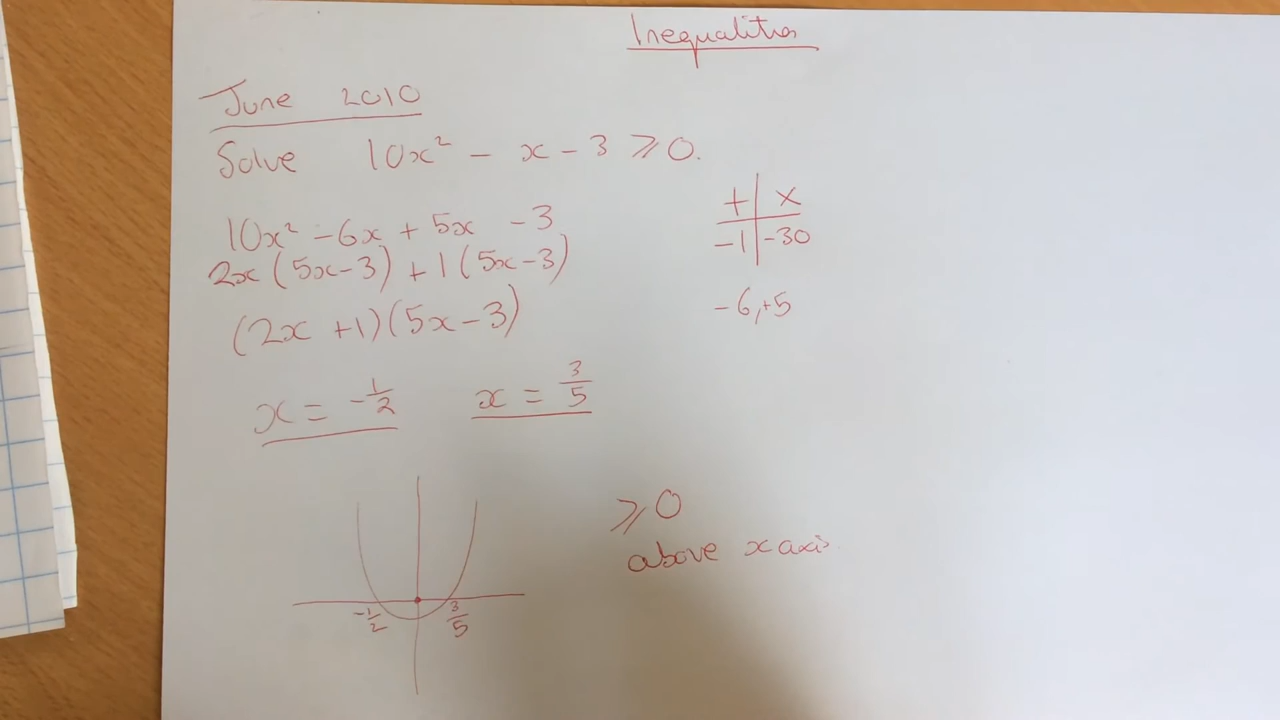 Inequalities
June 2010
Solve 10x² - x - 3 ⩾ 0.
10x² - 6x + 5x - 3
2x(5x-3) + 1(5x-3)
(2x +1)(5x-3)
x = -1/2 x = 3/5
+ | x
-1 | -30
-6,+5
-1/2 3/5
⩾ 0
above x axis